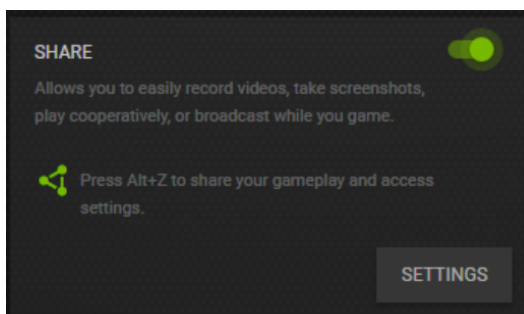 SHARE
Allows you to easily record videos, take screenshots,
play cooperatively, or broadcast while you game.
Press Alt+Z to share your gameplay and access
settings.
SETTINGS